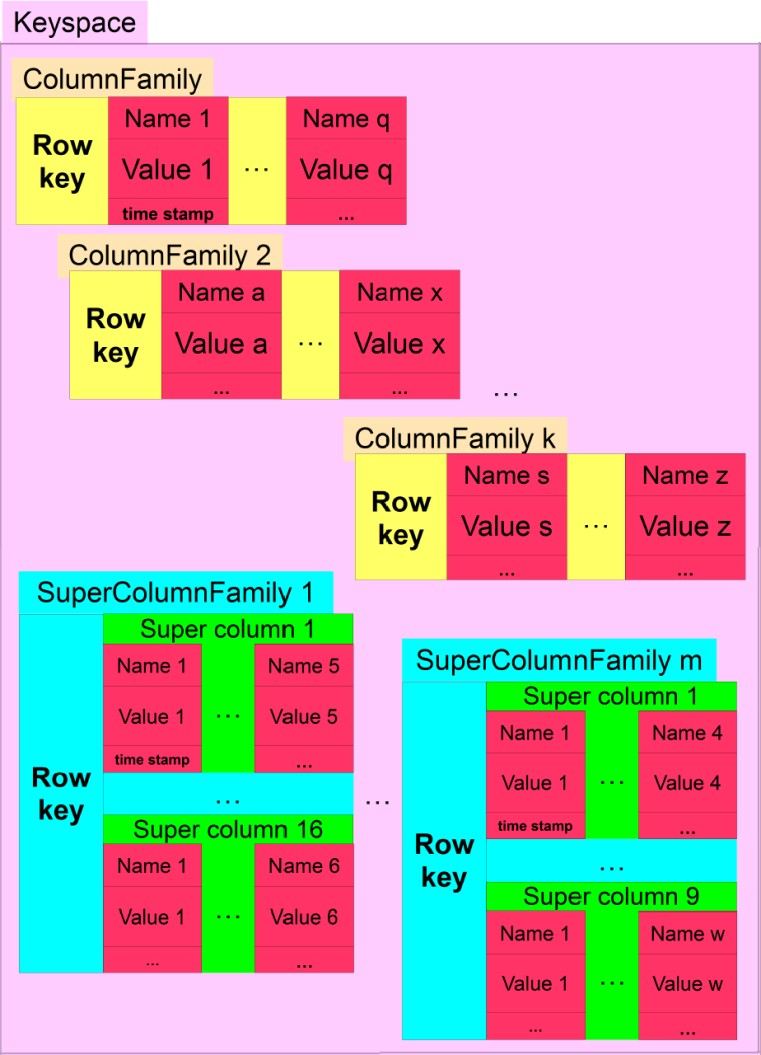 Keyspace
ColumnFamily
Row key
Name 1
Value 1
time stamp
...
Name q
Value q
...
ColumnFamily 2
Row key
Name a
Value a
...
...
Name x
Value x
...
...
ColumnFamily k
Row key
Name s
Value s
...
...
Name z
Value z
...
SuperColumnFamily 1
Row key
Super column 1
Name 1
Value 1
time stamp
...
Name 5
Value 5
...
...
Super column 16
Name 1
Value 1
...
...
Name 6
Value 6
...
...
SuperColumnFamily m
Row key
Super column 1
Name 1
Value 1
time stamp
...
Name 4
Value 4
...
...
Super column 9
Name 1
Value 1
...
...
Name w
Value w
...